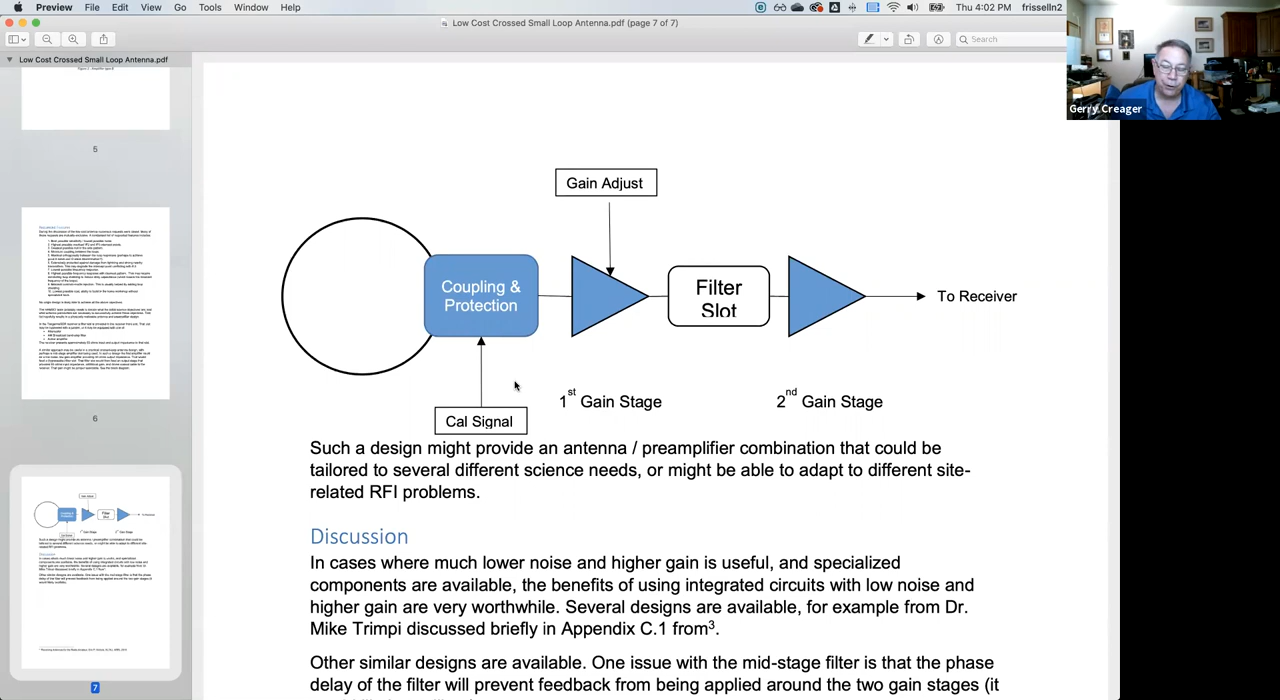 Preview File Edit View Go Tools Window Help
Thu 4:02 PM frisselln2
Low Cost Crossed Small Loop Antenna.pdf (page 7 of 7)
Search
Low Cost Crossed Small Loop Antenna.pdf
5
6
7
Gerry Creager
Gain Adjust
Coupling &
Protection
Filter
Slot
To Receiver
1st Gain Stage
2nd Gain Stage
Cal Signal
Such a design might provide an antenna / preamplifier combination that could be
tailored to several different science needs, or might be able to adapt to different site-
related RFI problems.
Discussion
In cases where much lower noise and higher gain is useful, and specialized
components are available, the benefits of using integrated circuits with low noise and
higher gain are very worthwhile. Several designs are available, for example from Dr.
Mike Trimpi discussed briefly in Appendix C.1 from3.
Other similar designs are available. One issue with the mid-stage filter is that the phase
delay of the filter will prevent feedback from being applied around the two gain stages (it